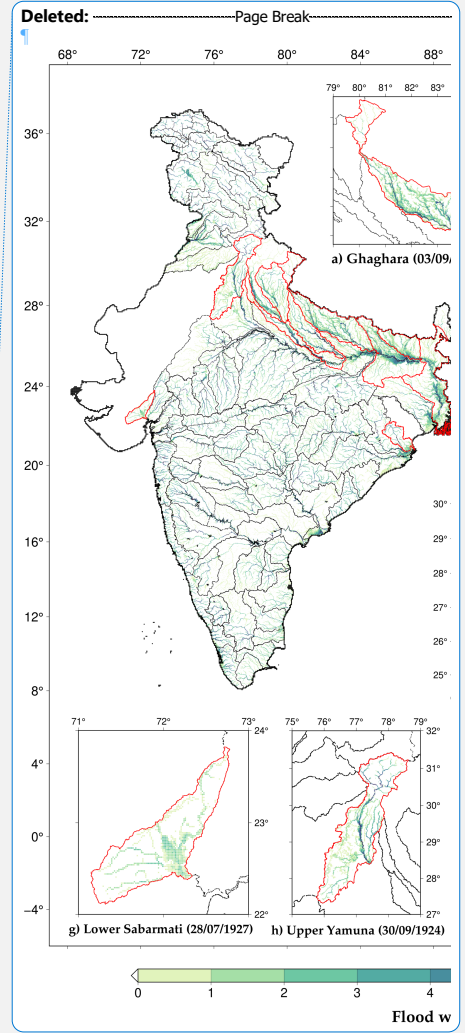 Deleted: Page Break
¶
68° 72° 76° 80° 84° 88°
79° 80° 81° 82° 83°
36°
32°
a) Ghaghara (03/09/
28°
24°
20°
30°
16°
29°
28°
12°
27°
26°
8°
25°
71° 72° 73° 24°
75° 76° 77° 78° 79° 32°
4°
31°
30°
23°
0°
29°
28°
−4°
22°
27°
g) Lower Sabarmati (28/07/1927) h) Upper Yamuna (30/09/1924)
0 1 2 3 4
Flood w